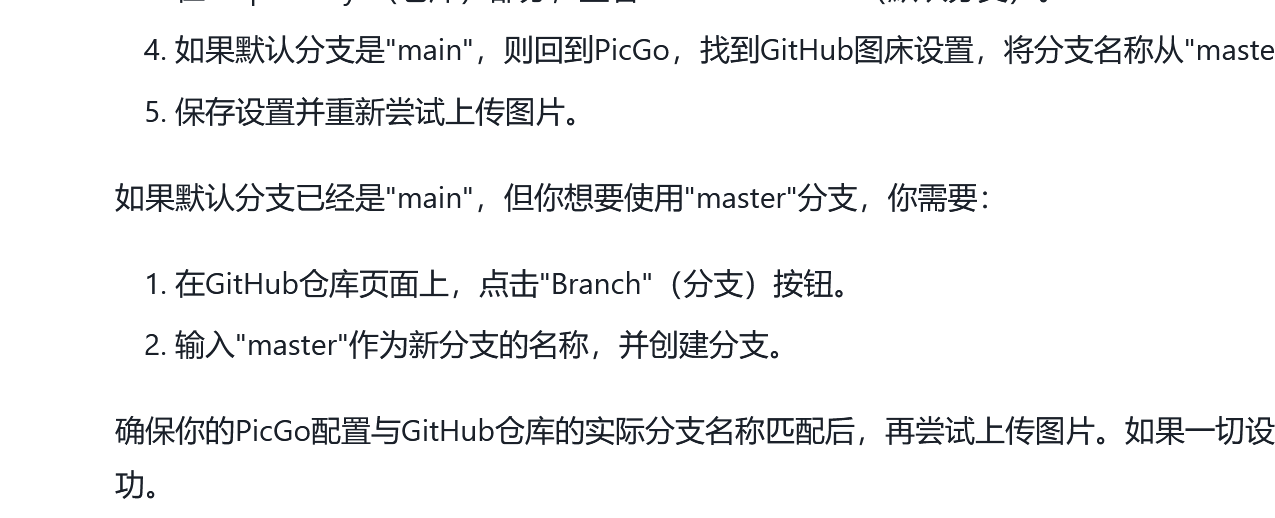 4. 如果默认分支是"main"，则回到PicGo，找到GitHub图床设置，将分支名称从"maste
5. 保存设置并重新尝试上传图片。
如果默认分支已经是"main"，但你想要使用"master"分支，你需要：
1. 在GitHub仓库页面上，点击"Branch"（分支）按钮。
2. 输入"master"作为新分支的名称，并创建分支。
确保你的PicGo配置与GitHub仓库的实际分支名称匹配后，再尝试上传图片。如果一切设
功。